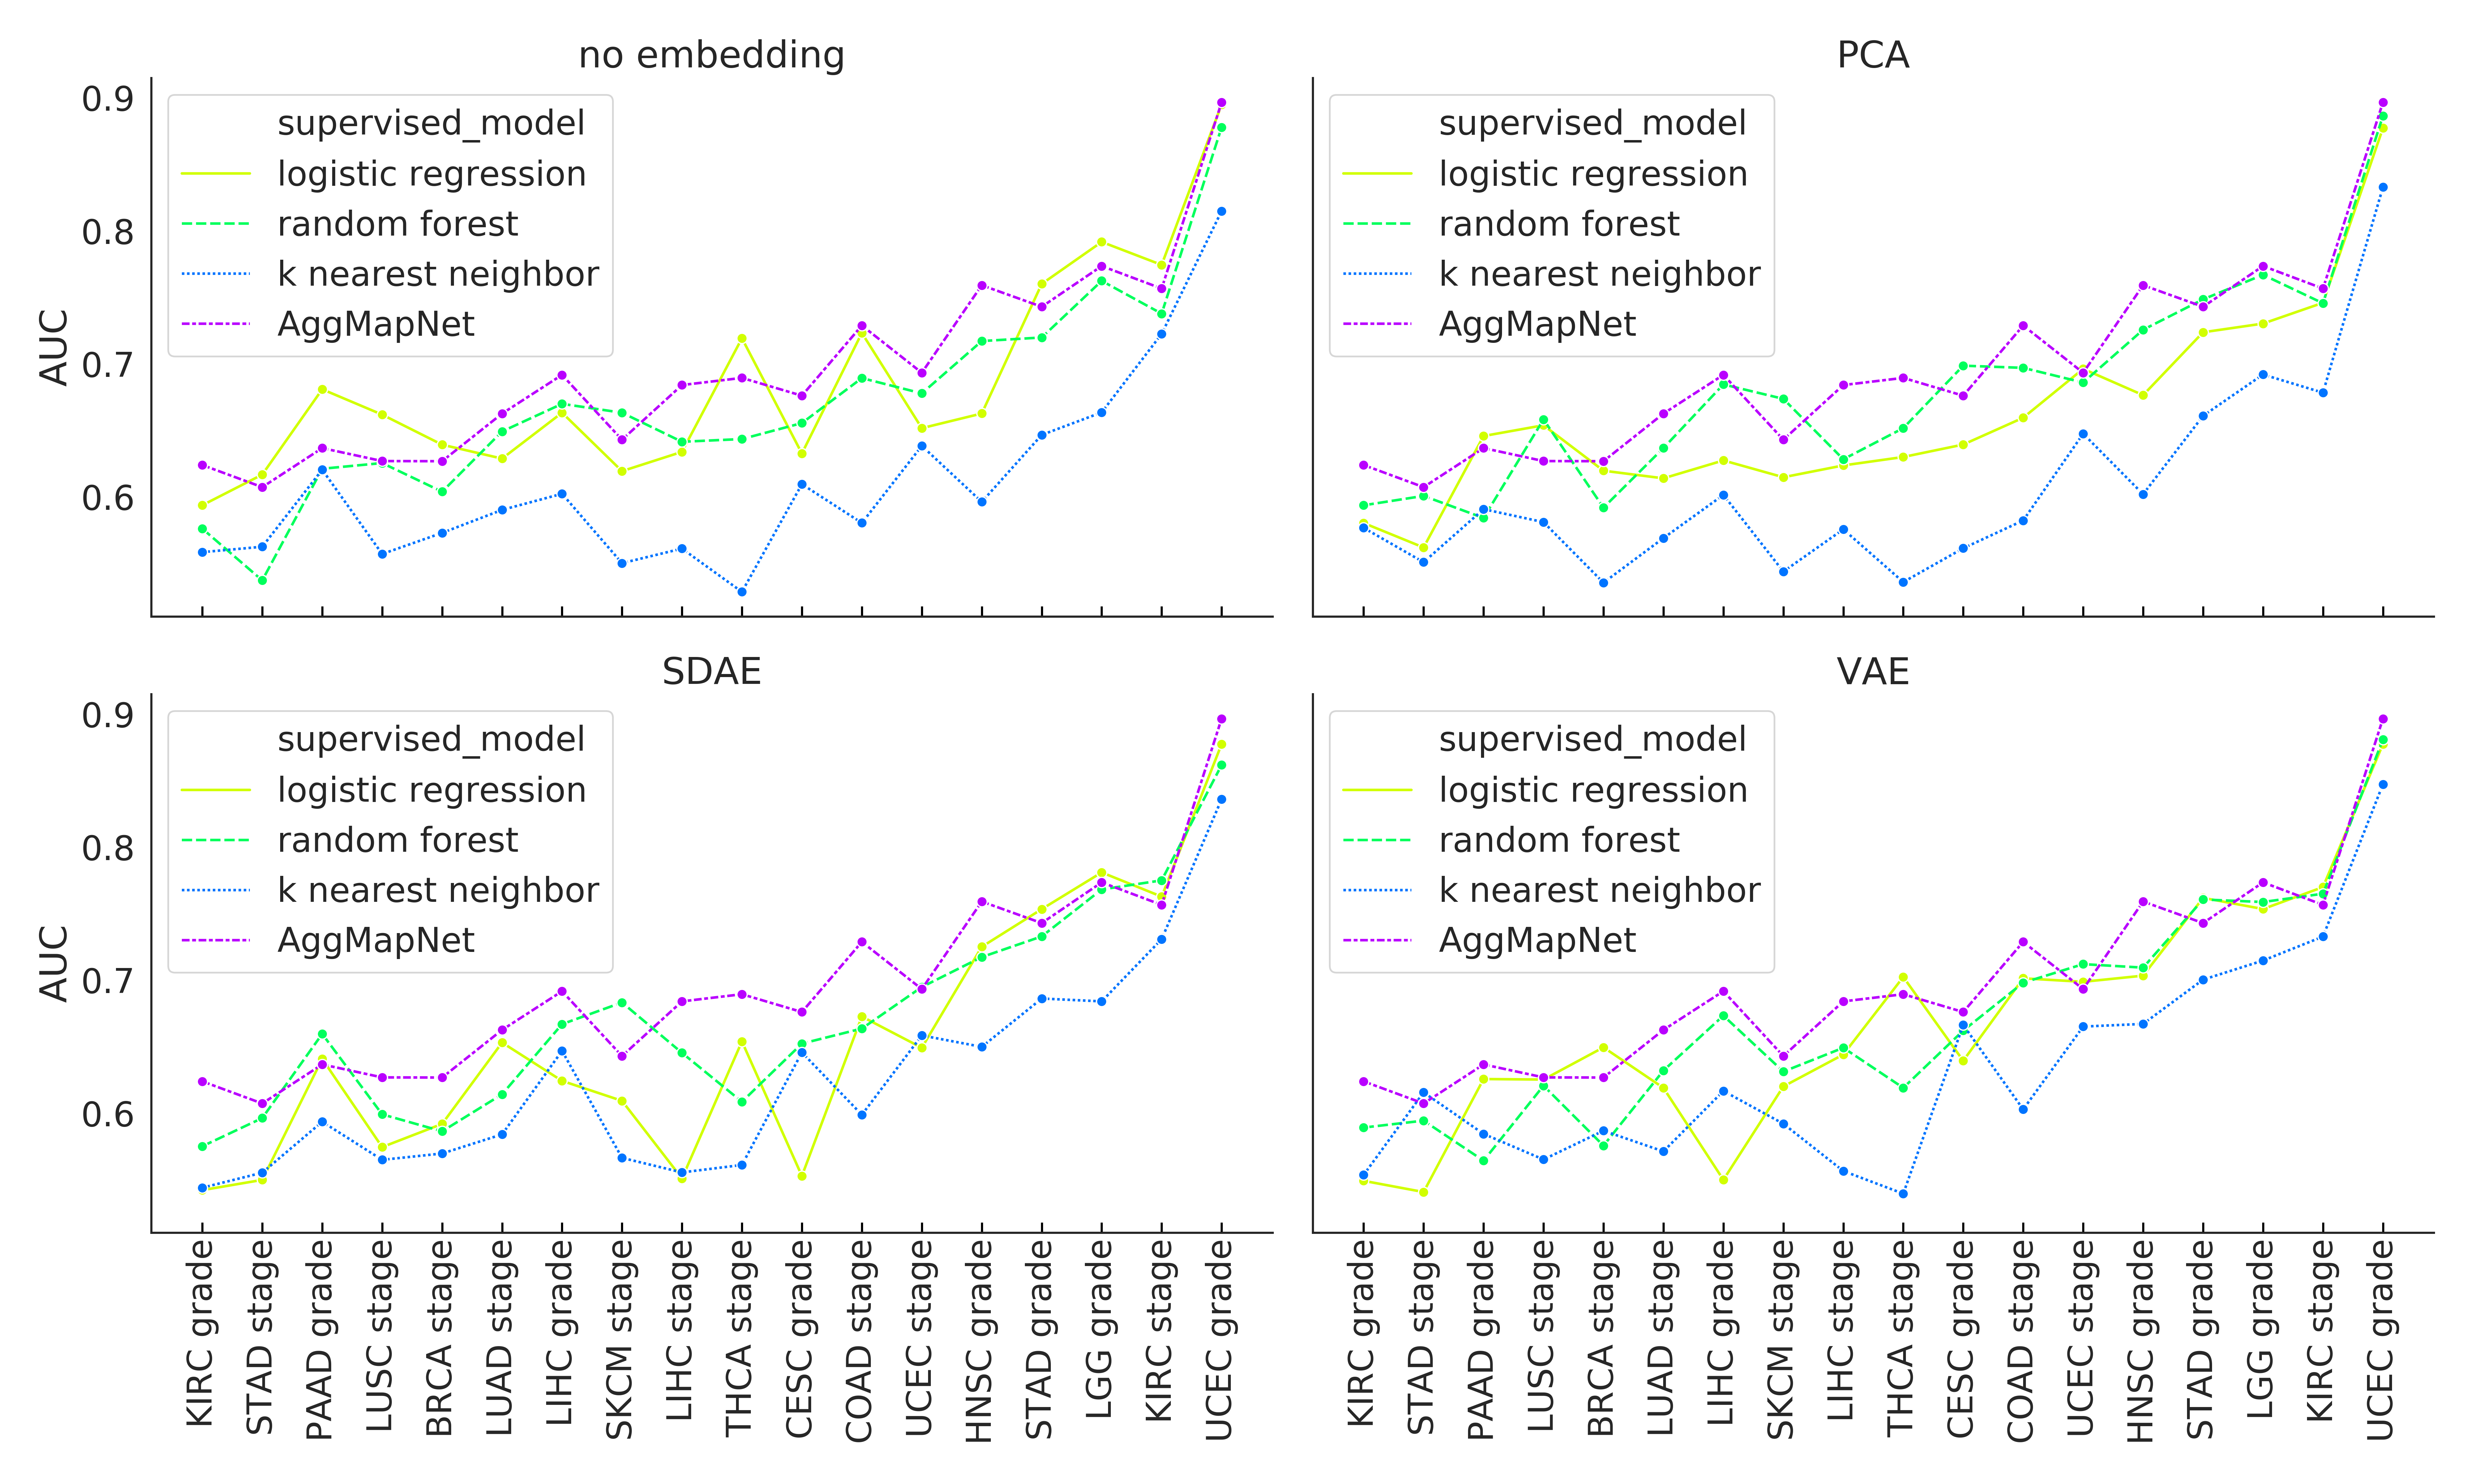 no embedding
0.9
0.8
0.7
0.6
AUC
supervised_model
logistic regression
random forest
k nearest neighbor
AggMapNet
PCA
supervised_model
logistic regression
random forest
k nearest neighbor
AggMapNet
SDAE
0.9
0.8
0.7
0.6
AUC
supervised_model
logistic regression
random forest
k nearest neighbor
AggMapNet
KIRC grade
STAD stage
PAAD grade
LUSC stage
BRCA stage
LUAD stage
LIHC grade
SKCM stage
LIHC stage
THCA stage
CESC grade
COAD stage
UCEC stage
HNSC grade
STAD grade
LGG grade
KIRC stage
UCEC grade
VAE
supervised_model
logistic regression
random forest
k nearest neighbor
AggMapNet
KIRC grade
STAD stage
PAAD grade
LUSC stage
BRCA stage
LUAD stage
LIHC grade
SKCM stage
LIHC stage
THCA stage
CESC grade
COAD stage
UCEC stage
HNSC grade
STAD grade
LGG grade
KIRC stage
UCEC grade